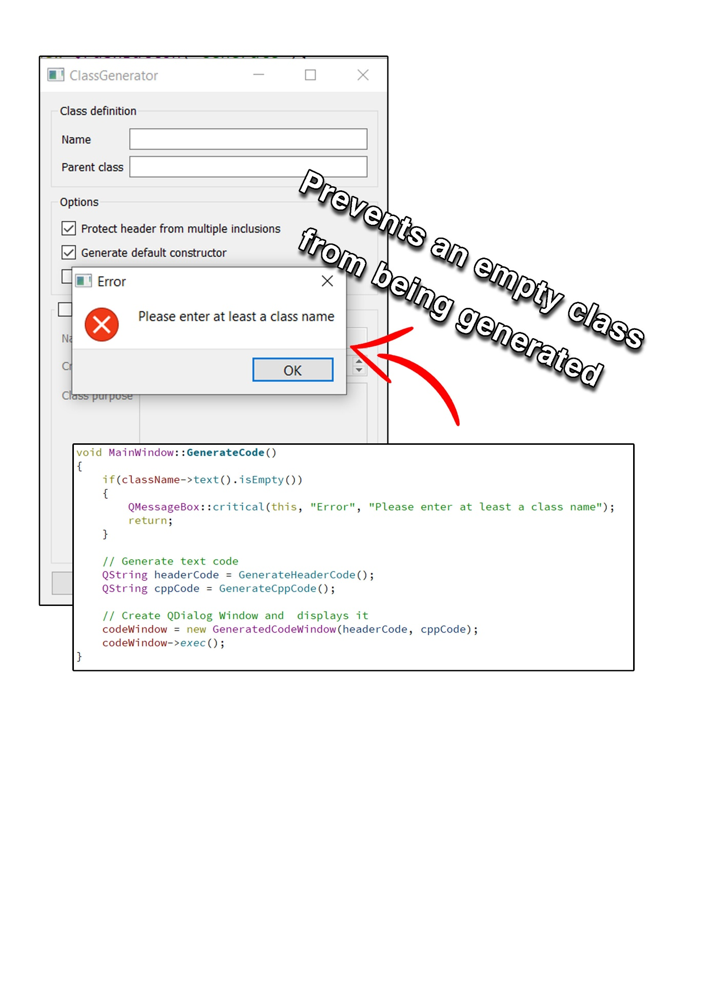 ClassGenerator
Class definition
Name
Parent class
Options
Protect header from multiple inclusions
Generate default constructor
Error
Please enter at least a class name
OK
Class purpose
Prevents an empty class
from being generated
void MainWindow::GenerateCode()
{
    if(className->text().isEmpty())
    {
        QMessageBox::critical(this, "Error", "Please enter at least a class name");
        return;
    }
    // Generate text code
    QString headerCode = GenerateHeaderCode();
    QString cppCode = GenerateCppCode();
    // Create QDialog Window and  displays it
    codeWindow = new GeneratedCodeWindow(headerCode, cppCode);
    codeWindow->exec();
}